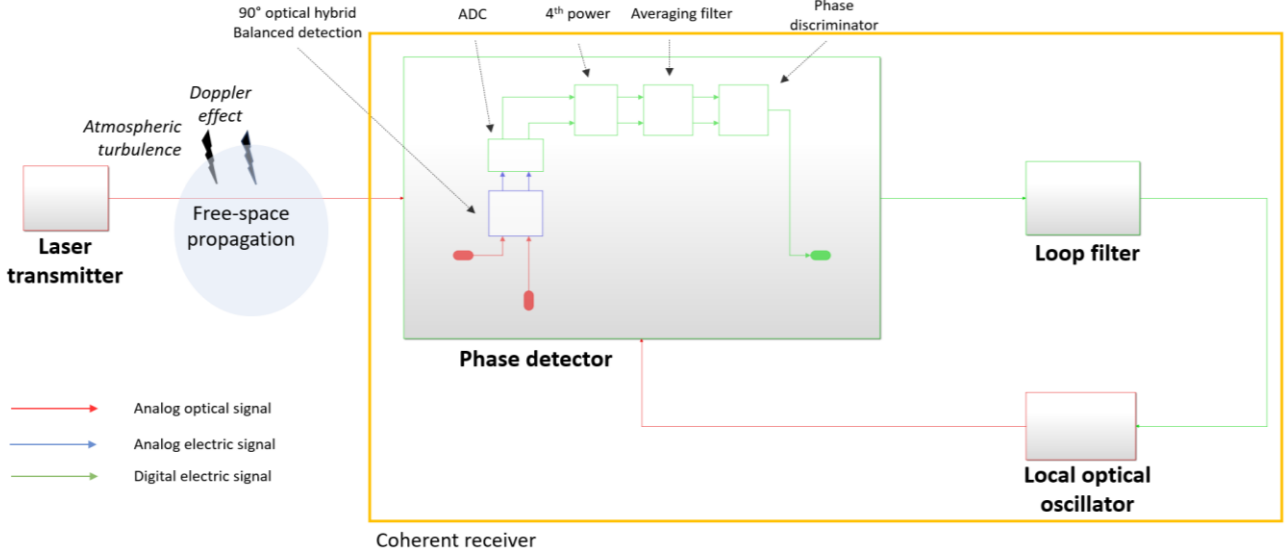 90° optical hybrid
Balanced detection
ADC
4th power
Averaging filter
Phase
discriminator
Doppler
effect
Atmospheric
turbulence
Free-space
propagation
Laser
transmitter
Loop filter
Phase detector
Analog optical signal
Analog electric signal
Digital electric signal
Local optical
oscillator
Coherent receiver